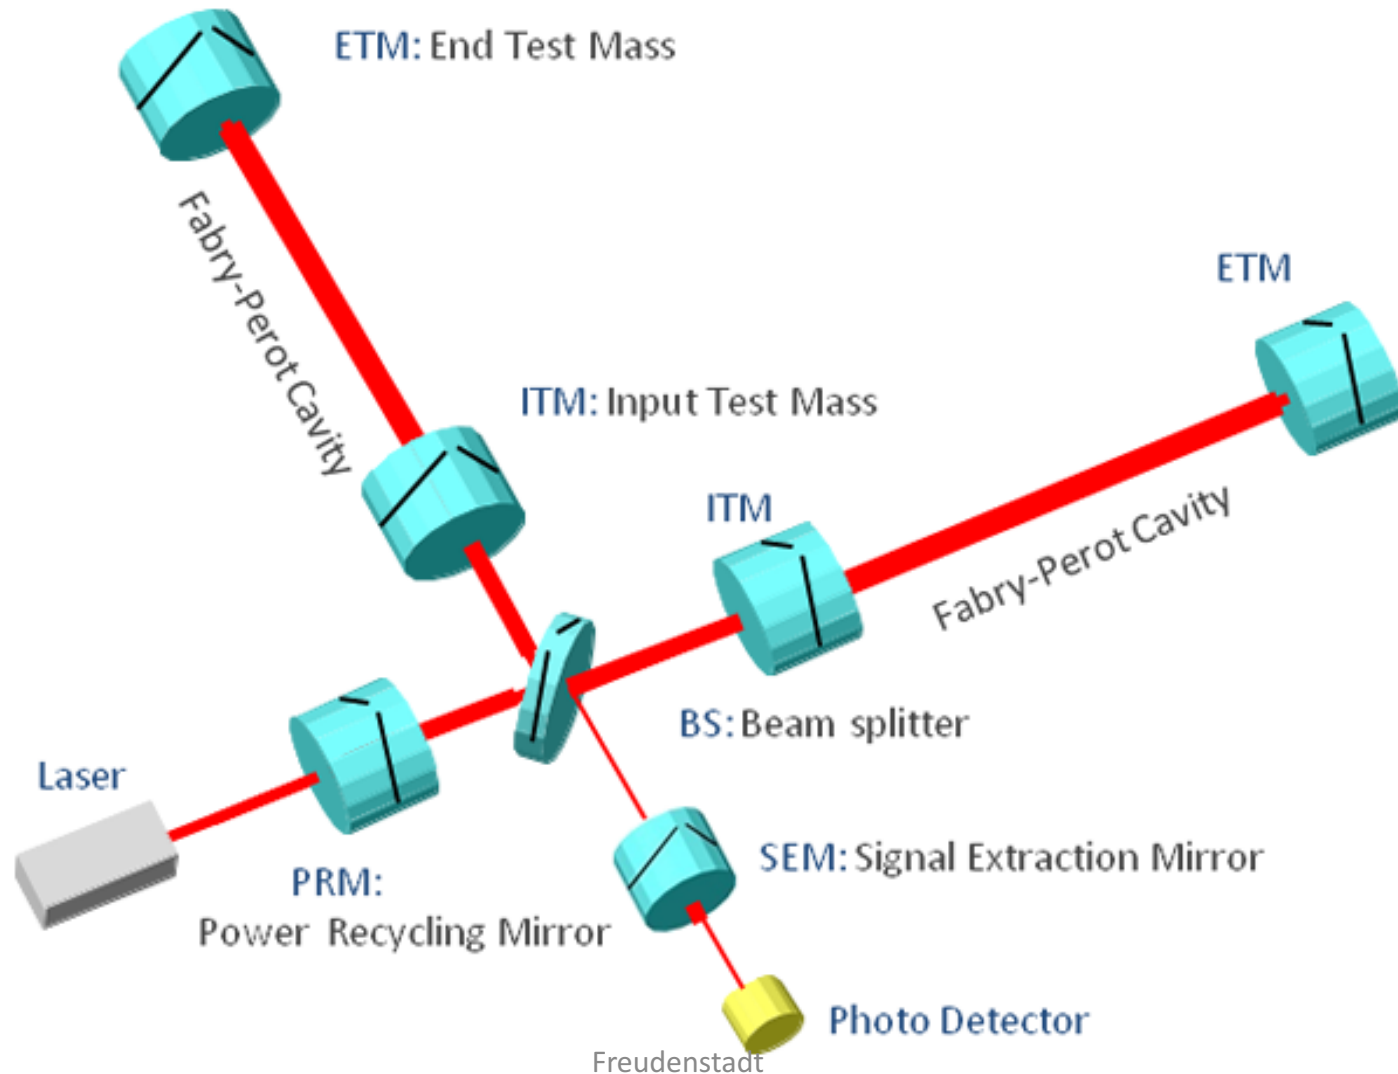 ETM: End Test Mass
Fabry-Perot Cavity
ETM
ITM: Input Test Mass
ITM
Fabry-Perot Cavity
BS: Beam splitter
Laser
PRM:
Power Recycling Mirror
SEM: Signal Extraction Mirror
Photo Detector
Freudenstadt